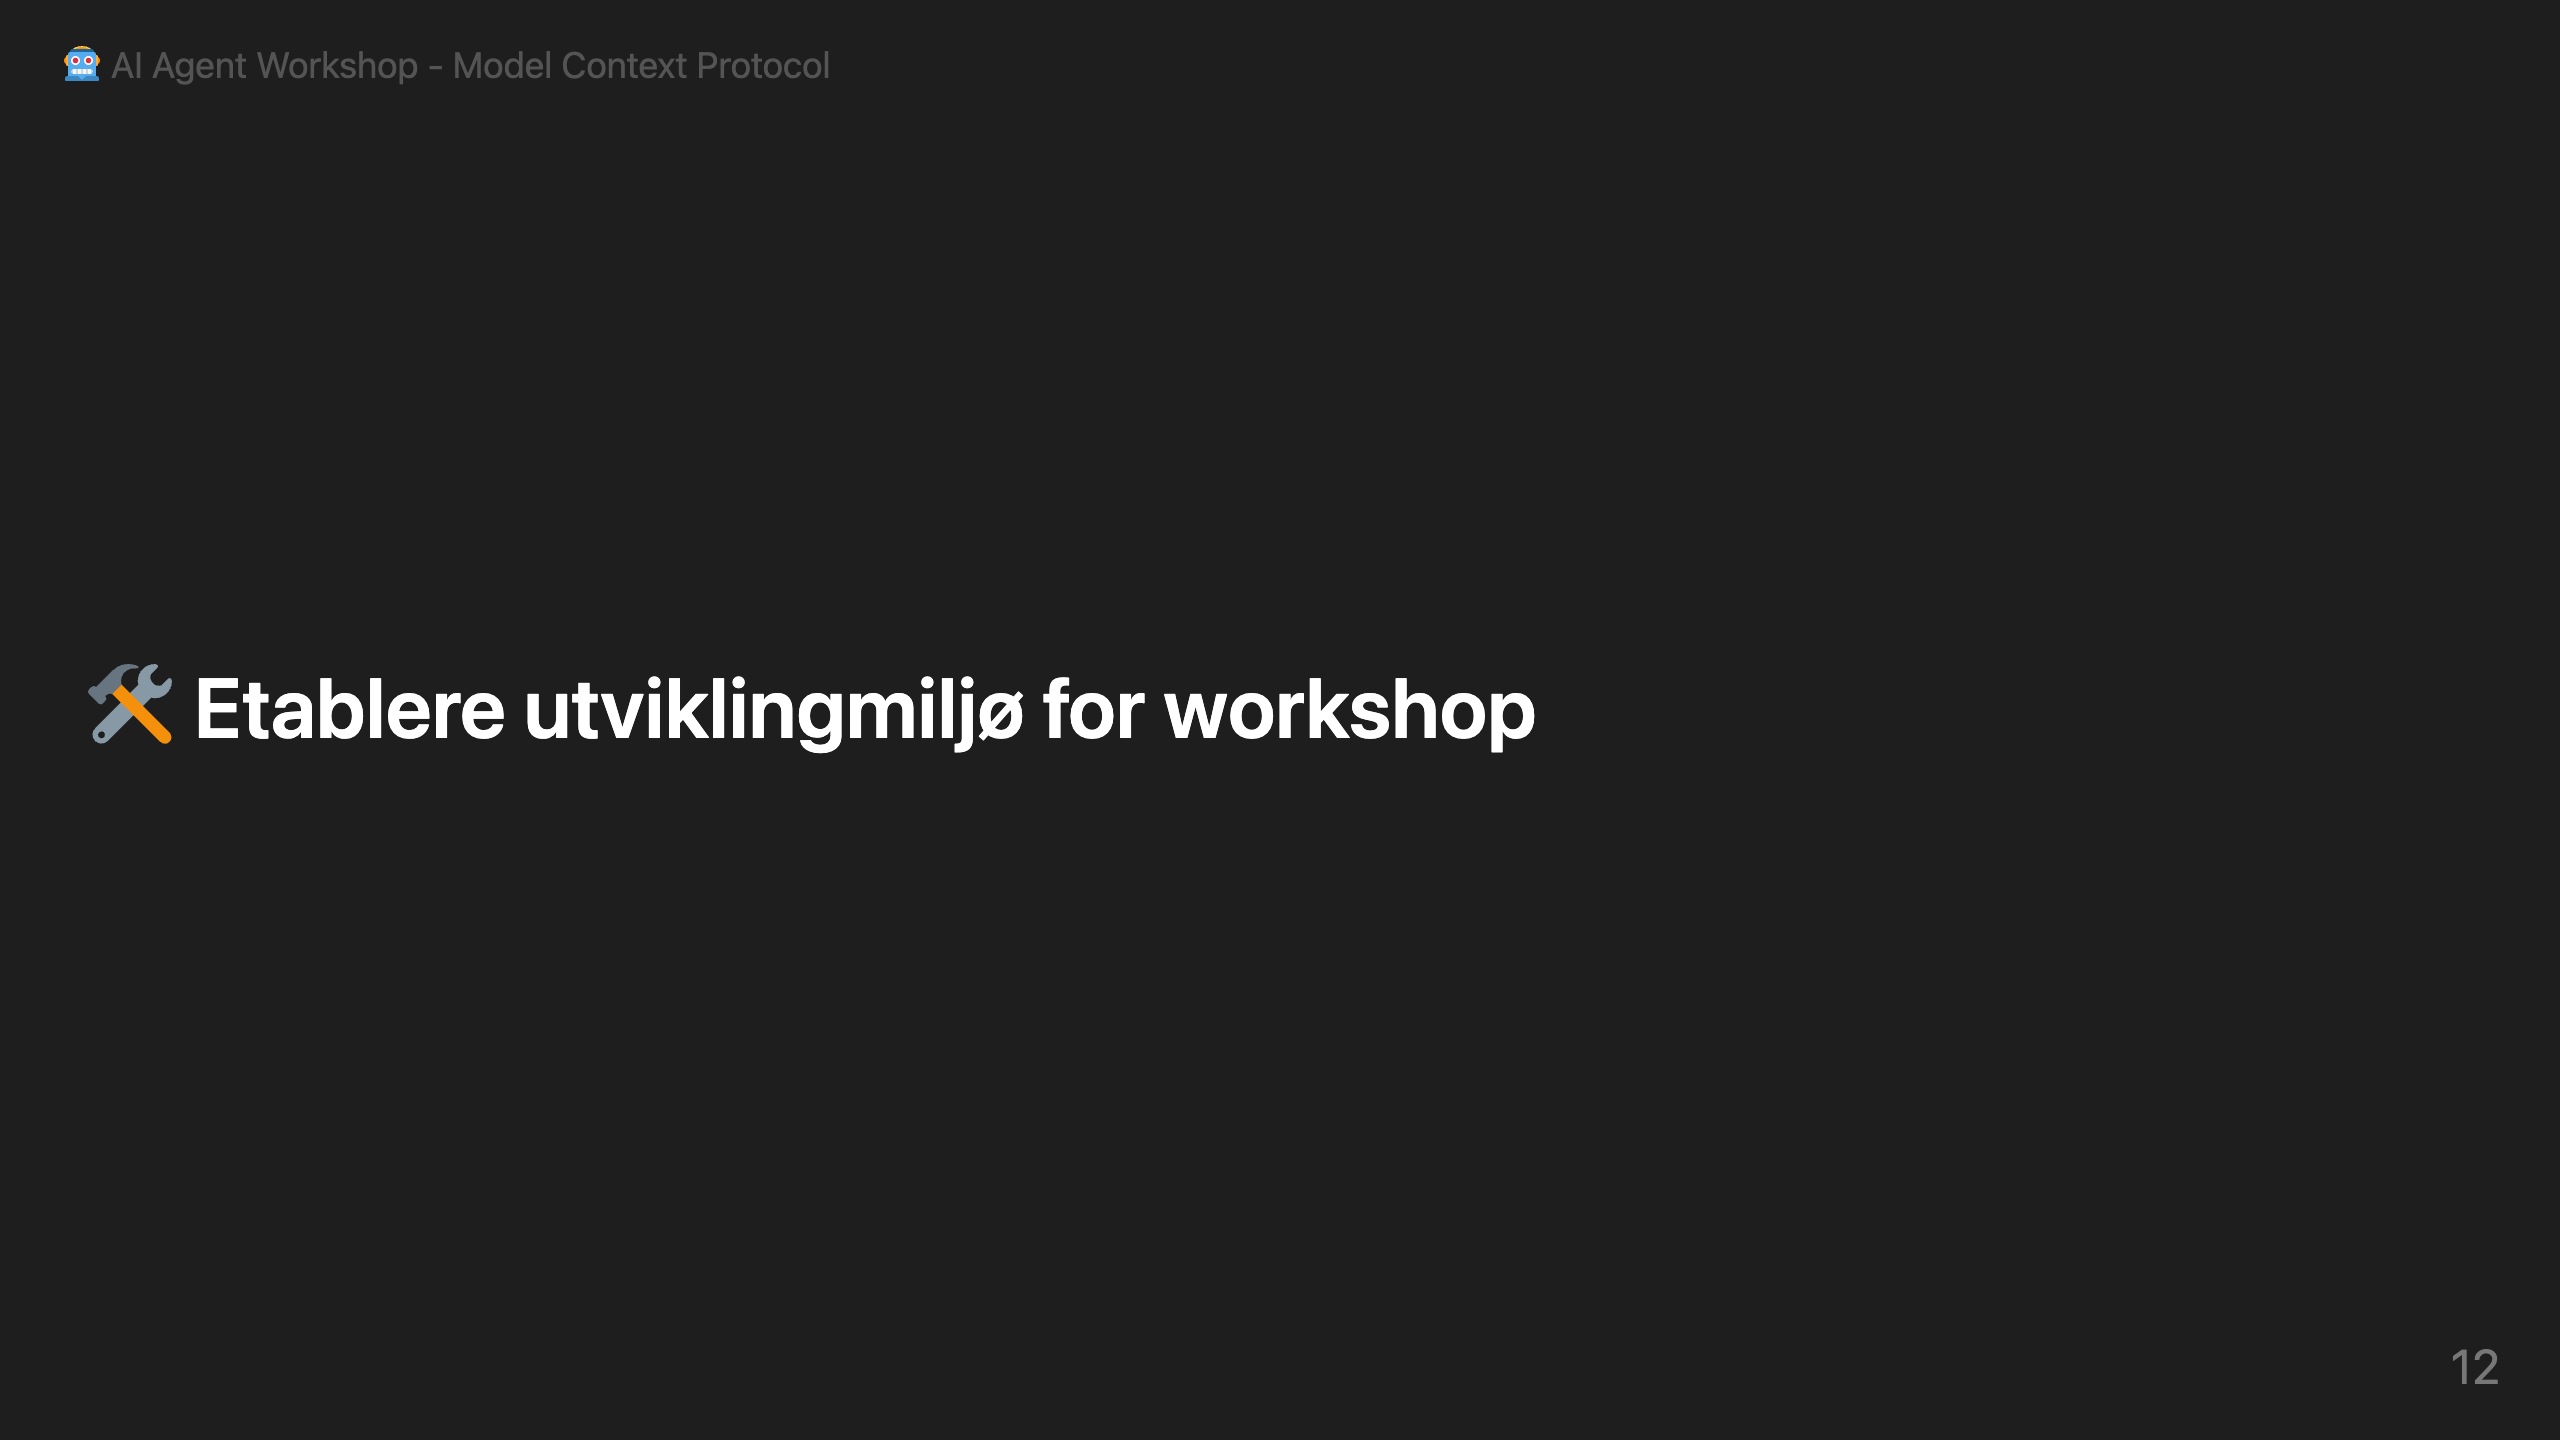 🤖 AI Agent Workshop - Model Context Protocol
🛠️ Etablere utviklingmiljø for workshop
12